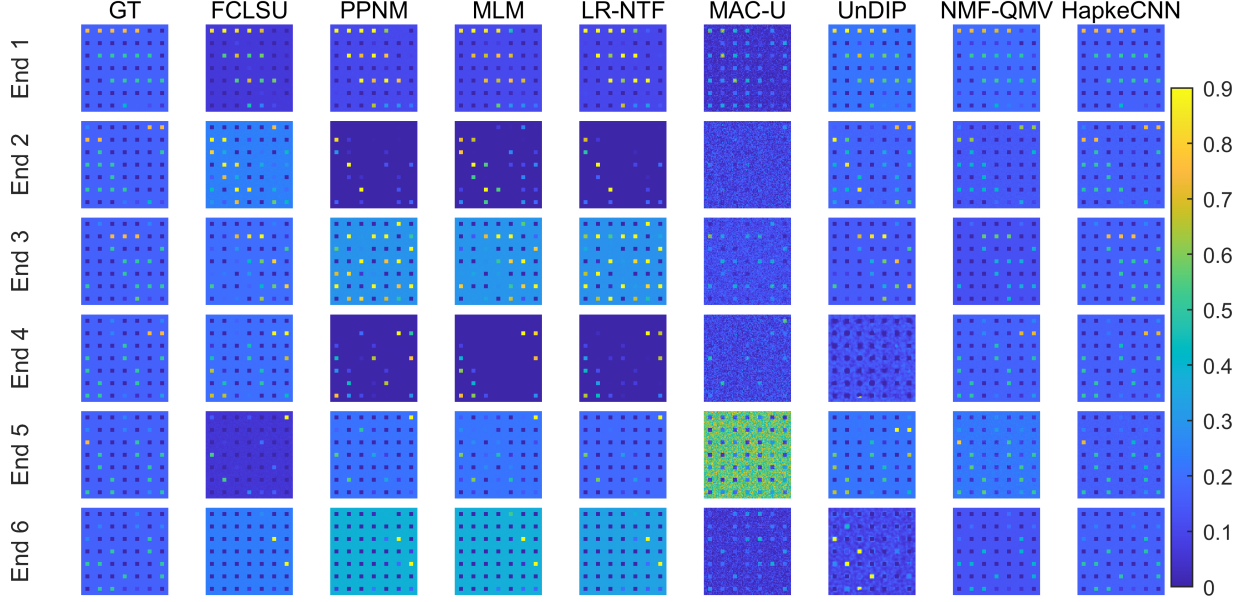 GT FCLSU PPNM MLM LR-NTF MAC-U UnDIP NMF-QMV HapkeCNN
End 1
End 2
End 3
End 4
End 5
End 6
0.9
0.8
0.7
0.6
0.5
0.4
0.3
0.2
0.1
0